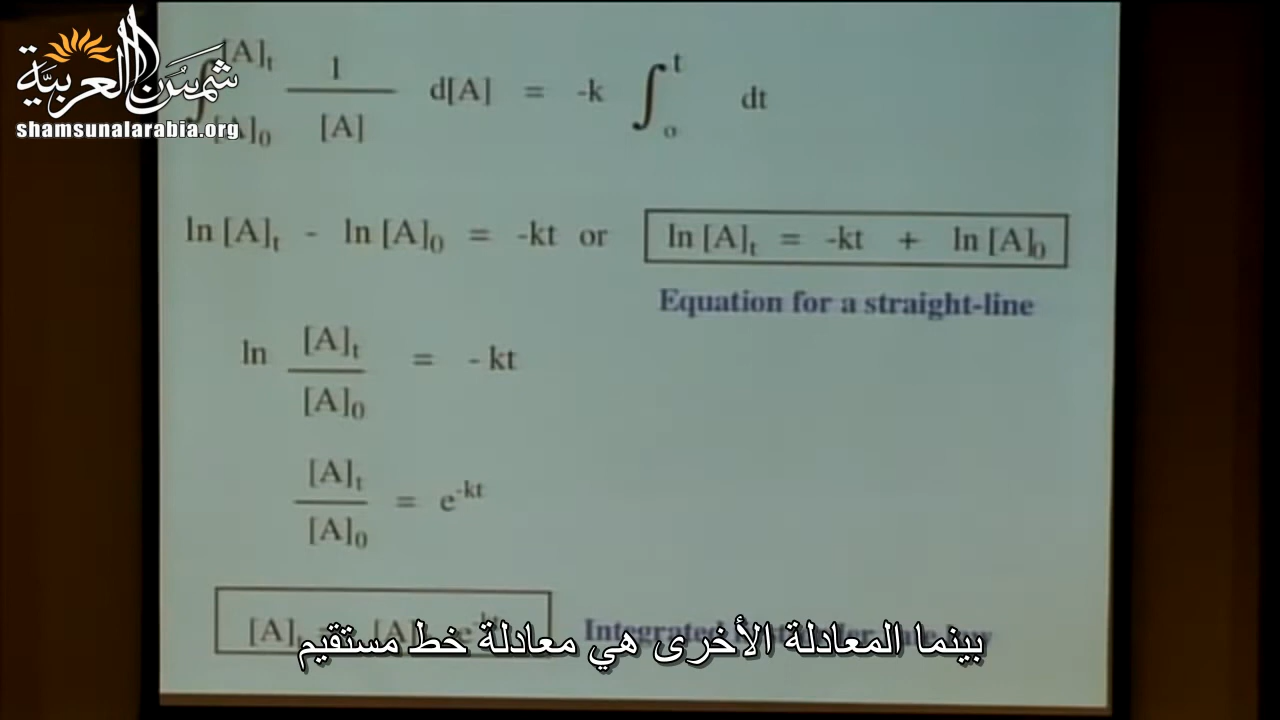 شمس العربية
shamsunalarabia.org
∫ [A]t [A]0 1/[A] d[A] = -k ∫ t o dt
ln [A]t - ln [A]0 = -kt or ln [A]t = -kt + ln [A]0
Equation for a straight-line
ln [A]t/[A]0 = - kt
[A]t/[A]0 = e-kt
[A]t [A] e Integrated
بينما المعادلة الأخرى هي معادلة خط مستقيم